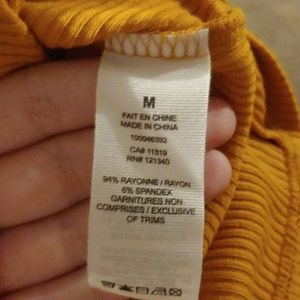 M
FAIT EN CHINE
MADE IN CHINA
100046392
CA# 11519
RN# 121340
94% RAYONNE / RAYON
6% SPANDEX
GARNITURES NON
COMPRISES / EXCLUSIVE
OF TRIMS